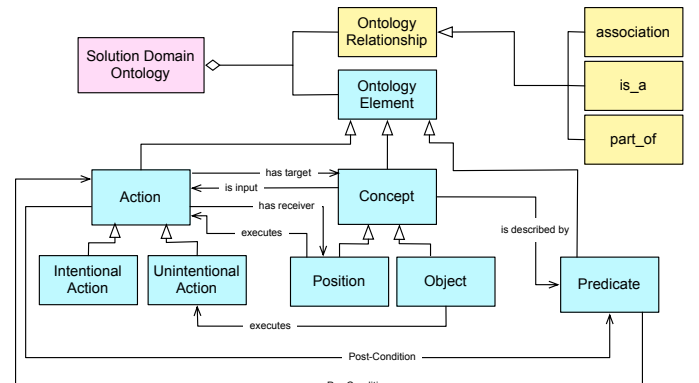 Ontology
Relationship
association
Solution Domain
Ontology
is_a
Ontology
Element
part_of
has target
Action
is input
Concept
has receiver
executes
is described by
Intentional
Action
Unintentional
Action
Position
Object
Predicate
executes
Post-Condition